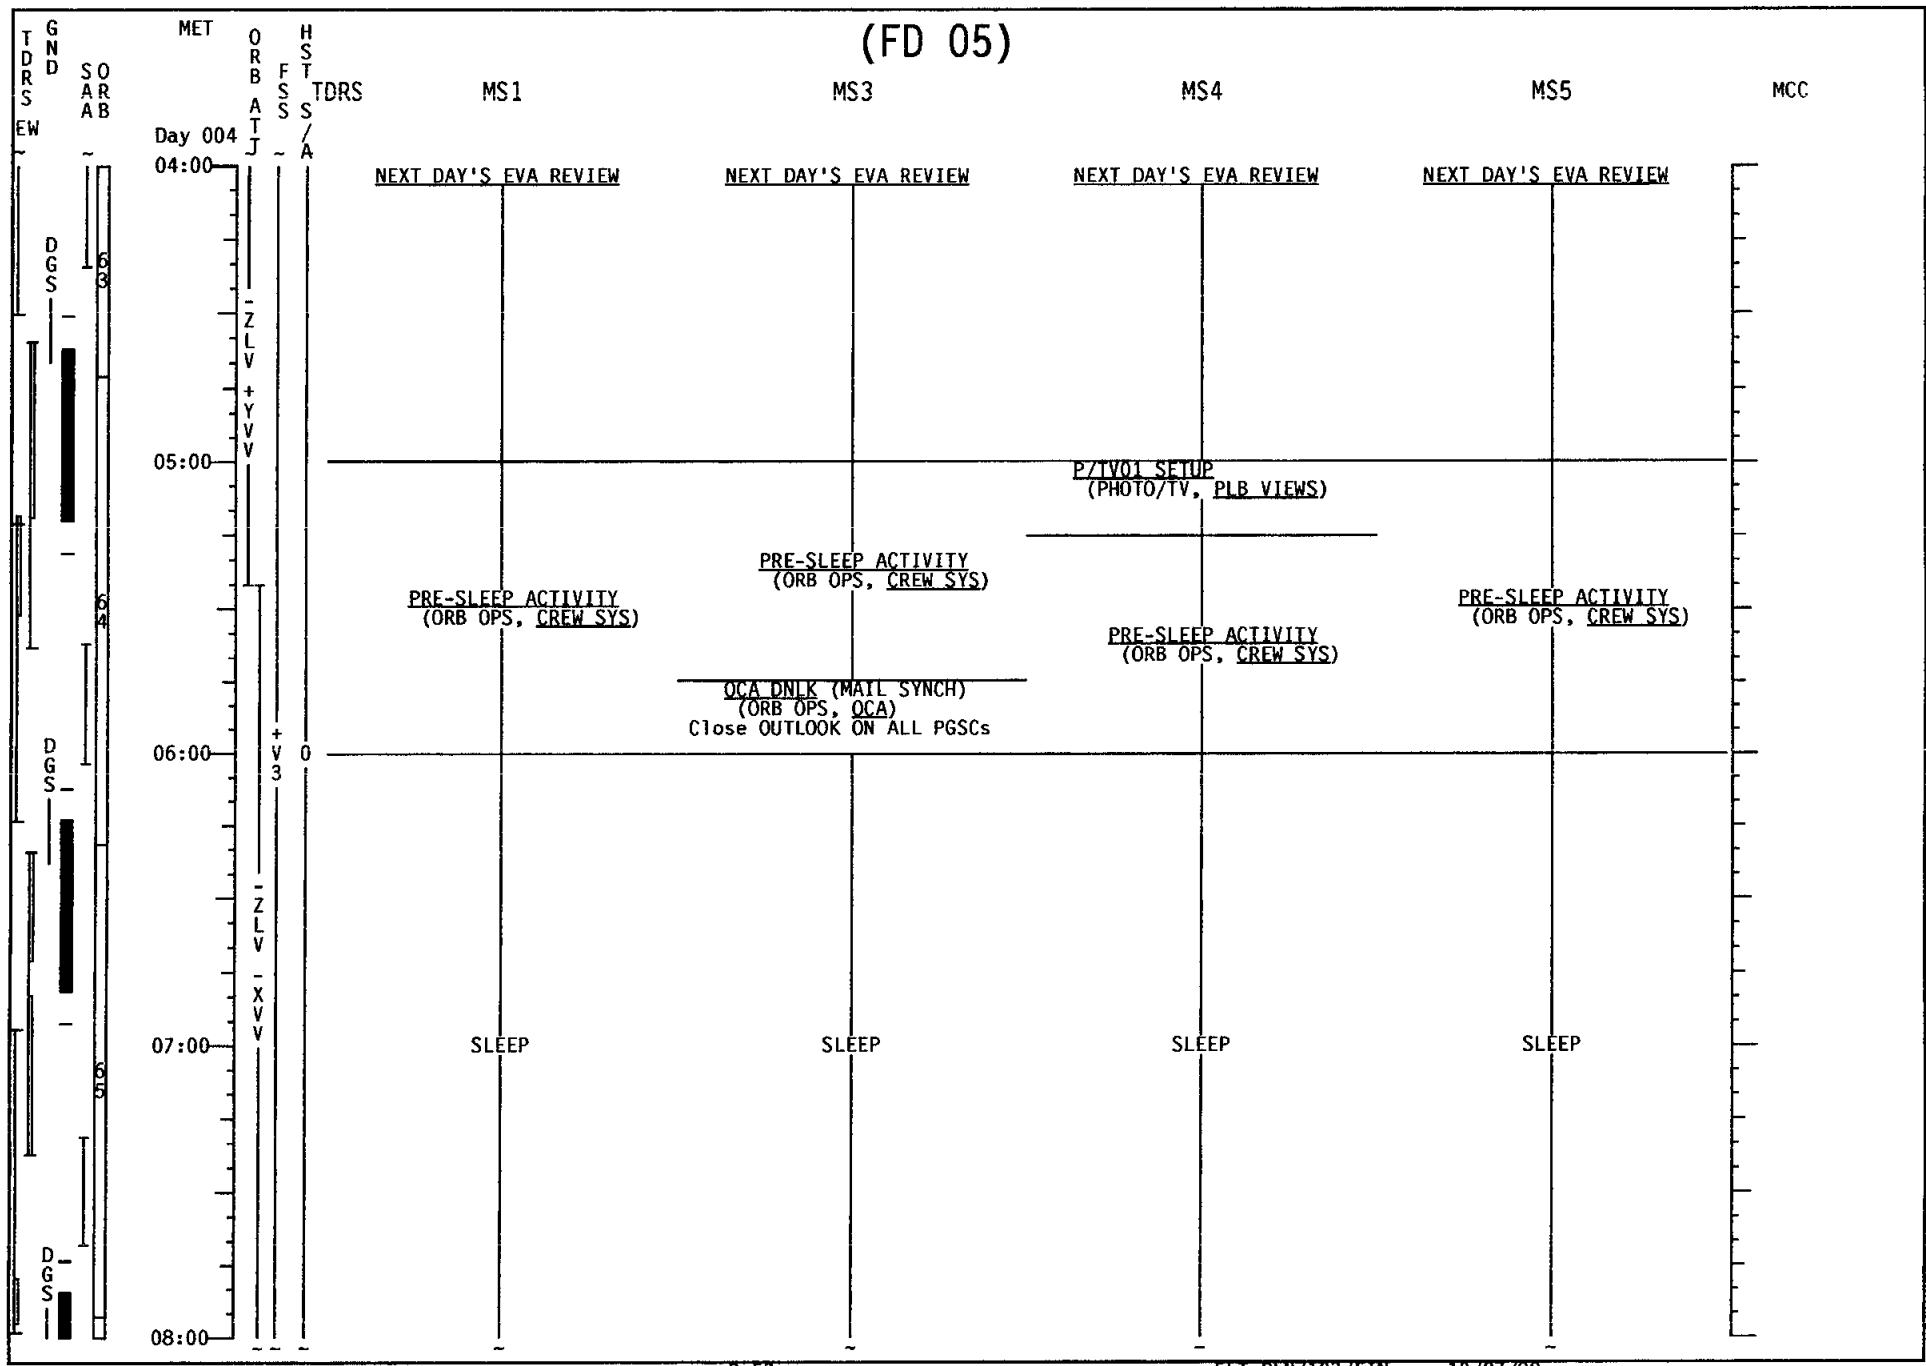 (FD 05)
TDRS EW
GND
SAA
ORB
MET
ORB ATT
FSS
HST S/A
TDRS
MS1
MS3
MS4
MS5
MCC
Day 004
04:00
NEXT DAY'S EVA REVIEW
NEXT DAY'S EVA REVIEW
NEXT DAY'S EVA REVIEW
NEXT DAY'S EVA REVIEW
DGS
63
-ZLV +YVV
05:00
P/TV01 SETUP
(PHOTO/TV, PLB VIEWS)
PRE-SLEEP ACTIVITY
(ORB OPS, CREW SYS)
PRE-SLEEP ACTIVITY
(ORB OPS, CREW SYS)
PRE-SLEEP ACTIVITY
(ORB OPS, CREW SYS)
PRE-SLEEP ACTIVITY
(ORB OPS, CREW SYS)
64
OCA DNLK (MAIL SYNCH)
(ORB OPS, OCA)
Close OUTLOOK ON ALL PGSCs
DGS
06:00
+V3
0
-ZLV -XVV
07:00
SLEEP
SLEEP
SLEEP
SLEEP
65
DGS
08:00